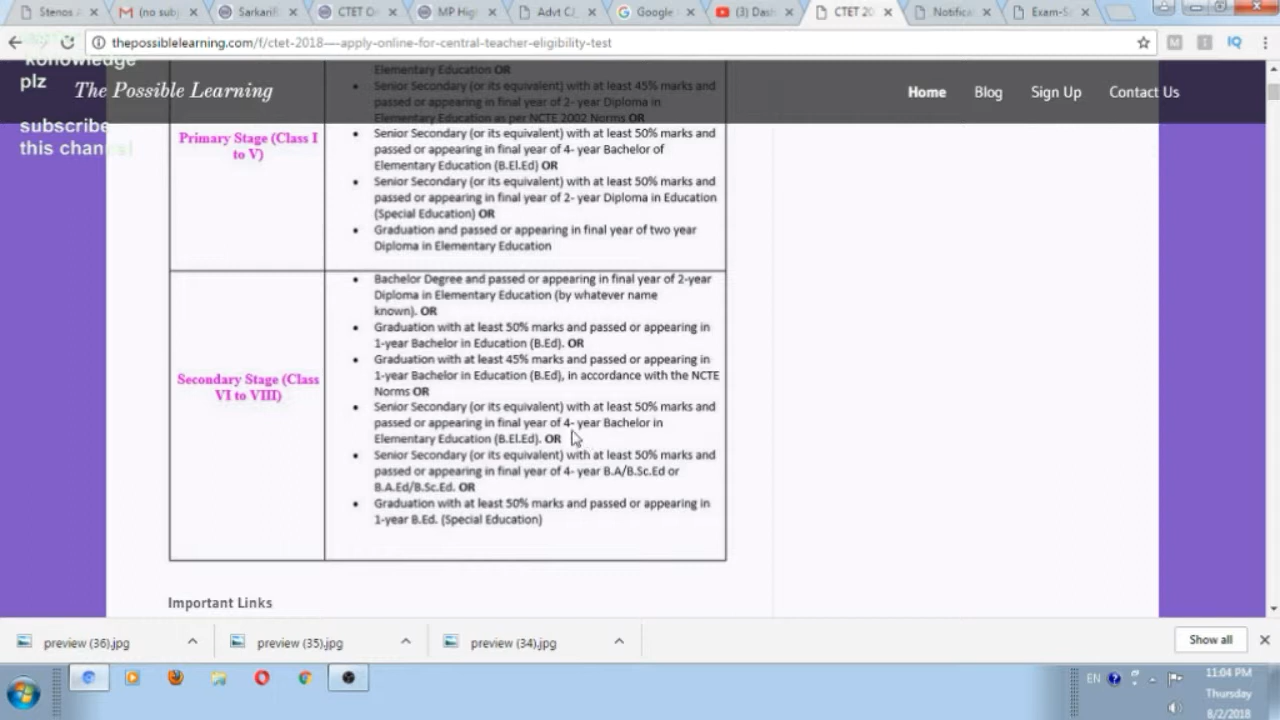 Stenos
(no sub
Sarkari
CTET O
MP Hig
Advt C
Google
(3) Das
CTET 20
Notific
Exam-S
thepossiblelearning.com/f/ctet-2018----apply-online-for-central-teacher-eligibility-test
konowledge
plz
The Possible Learning
Home
Blog
Sign Up
Contact Us
subscribe
this channel
Elementary Education OR
Senior Secondary (or its equivalent) with at least 45% marks and
passed or appearing in final year of 2- year Diploma in
Elementary Education as per NCTE 2002 Norms OR
Primary Stage (Class I
to V)
Senior Secondary (or its equivalent) with at least 50% marks and
passed or appearing in final year of 4- year Bachelor of
Elementary Education (B.El.Ed) OR
Senior Secondary (or its equivalent) with at least 50% marks and
passed or appearing in final year of 2- year Diploma in Education
(Special Education) OR
Graduation and passed or appearing in final year of two year
Diploma in Elementary Education
Secondary Stage (Class
VI to VIII)
Bachelor Degree and passed or appearing in final year of 2-year
Diploma in Elementary Education (by whatever name
known). OR
Graduation with at least 50% marks and passed or appearing in
1-year Bachelor in Education (B.Ed). OR
Graduation with at least 45% marks and passed or appearing in
1-year Bachelor in Education (B.Ed), in accordance with the NCTE
Norms OR
Senior Secondary (or its equivalent) with at least 50% marks and
passed or appearing in final year of 4- year Bachelor in
Elementary Education (B.El.Ed). OR
Senior Secondary (or its equivalent) with at least 50% marks and
passed or appearing in final year of 4- year B.A/B.Sc.Ed or
B.A.Ed/B.Sc.Ed. OR
Graduation with at least 50% marks and passed or appearing in
1-year B.Ed. (Special Education)
Important Links
preview (36).jpg
preview (35).jpg
preview (34).jpg
Show all
EN
11:04 PM
Thursday
8/2/2018